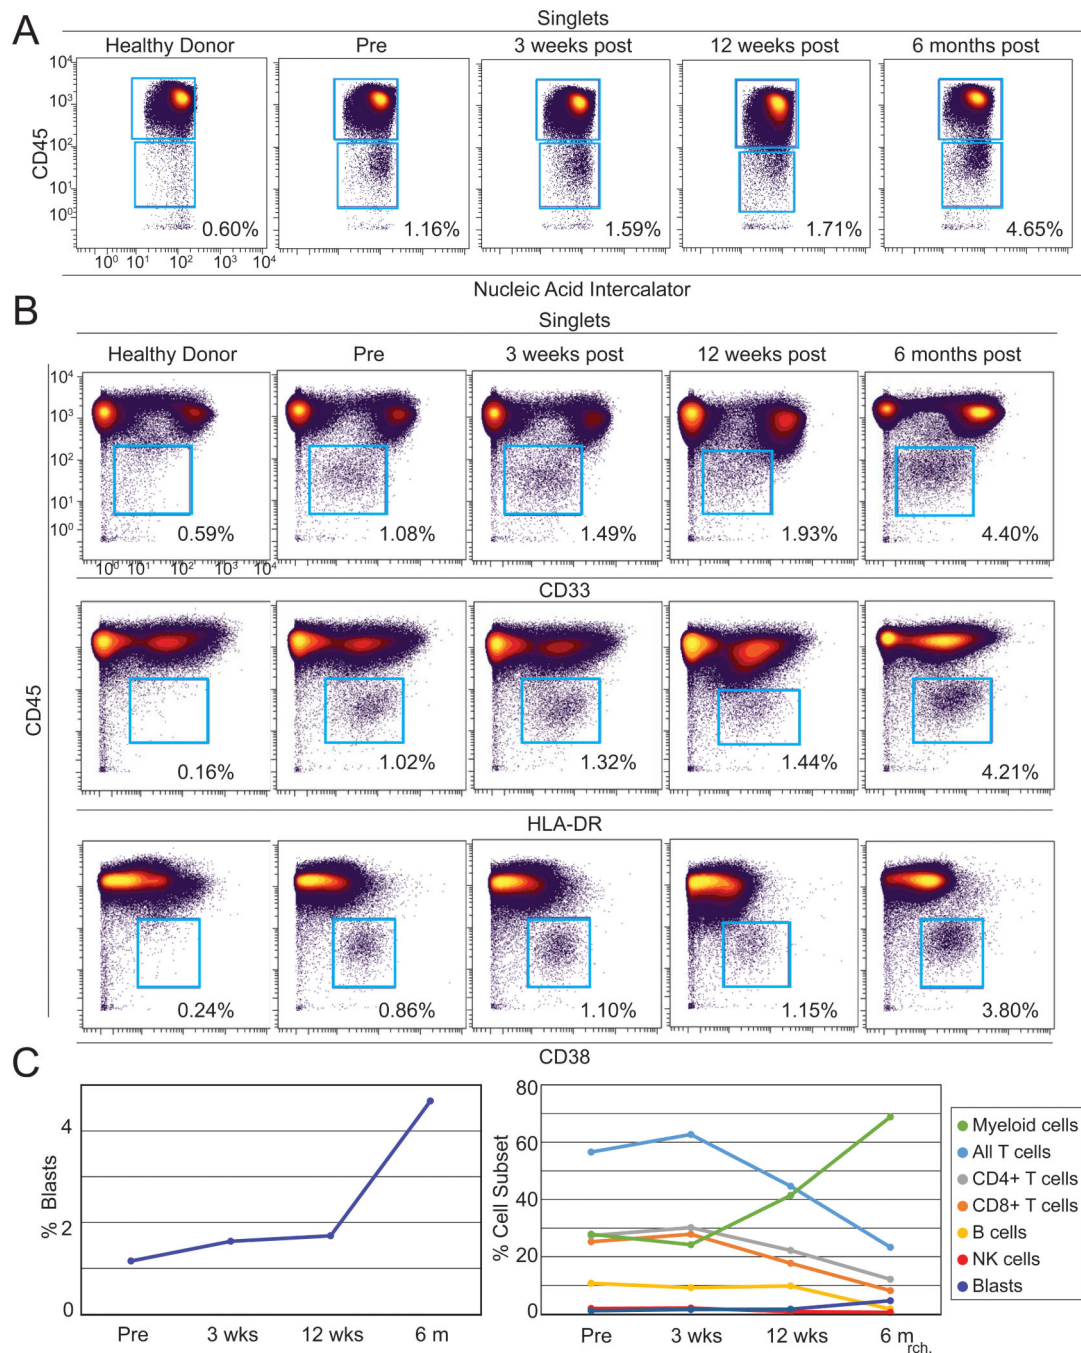 A
Singlets
Healthy Donor Pre 3 weeks post 12 weeks post 6 months post
CD45
10⁴
10³
10²
10¹
10⁰
0.60% 1.16% 1.59% 1.71% 4.65%
10⁰ 10¹ 10² 10³ 10⁴
Nucleic Acid Intercalator
B
Singlets
Healthy Donor Pre 3 weeks post 12 weeks post 6 months post
CD45
10⁴
10³
10²
10¹
10⁰
0.59% 1.08% 1.49% 1.93% 4.40%
10⁰ 10¹ 10² 10³ 10⁴
CD33
0.16% 1.02% 1.32% 1.44% 4.21%
HLA-DR
0.24% 0.86% 1.10% 1.15% 3.80%
CD38
C
% Blasts
4
2
0
Pre 3 wks 12 wks 6 m
% Cell Subset
80
60
40
20
0
Pre 3 wks 12 wks 6 m
rch.
Myeloid cells
All T cells
CD4+ T cells
CD8+ T cells
B cells
NK cells
Blasts